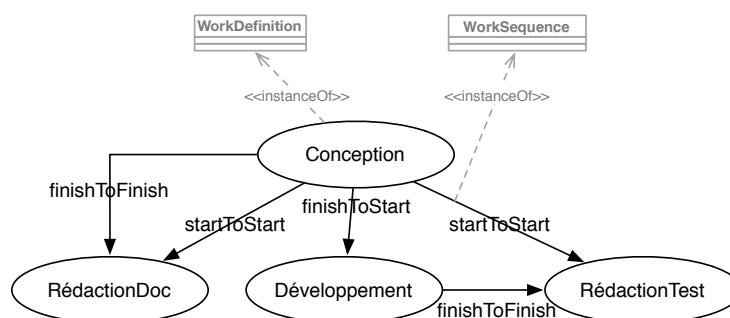 WorkDefinition
WorkSequence
<<instanceOf>>
<<instanceOf>>
Conception
finishToFinish
startToStart
finishToStart
startToStart
RédactionDoc
Développement
RédactionTest
finishToFinish